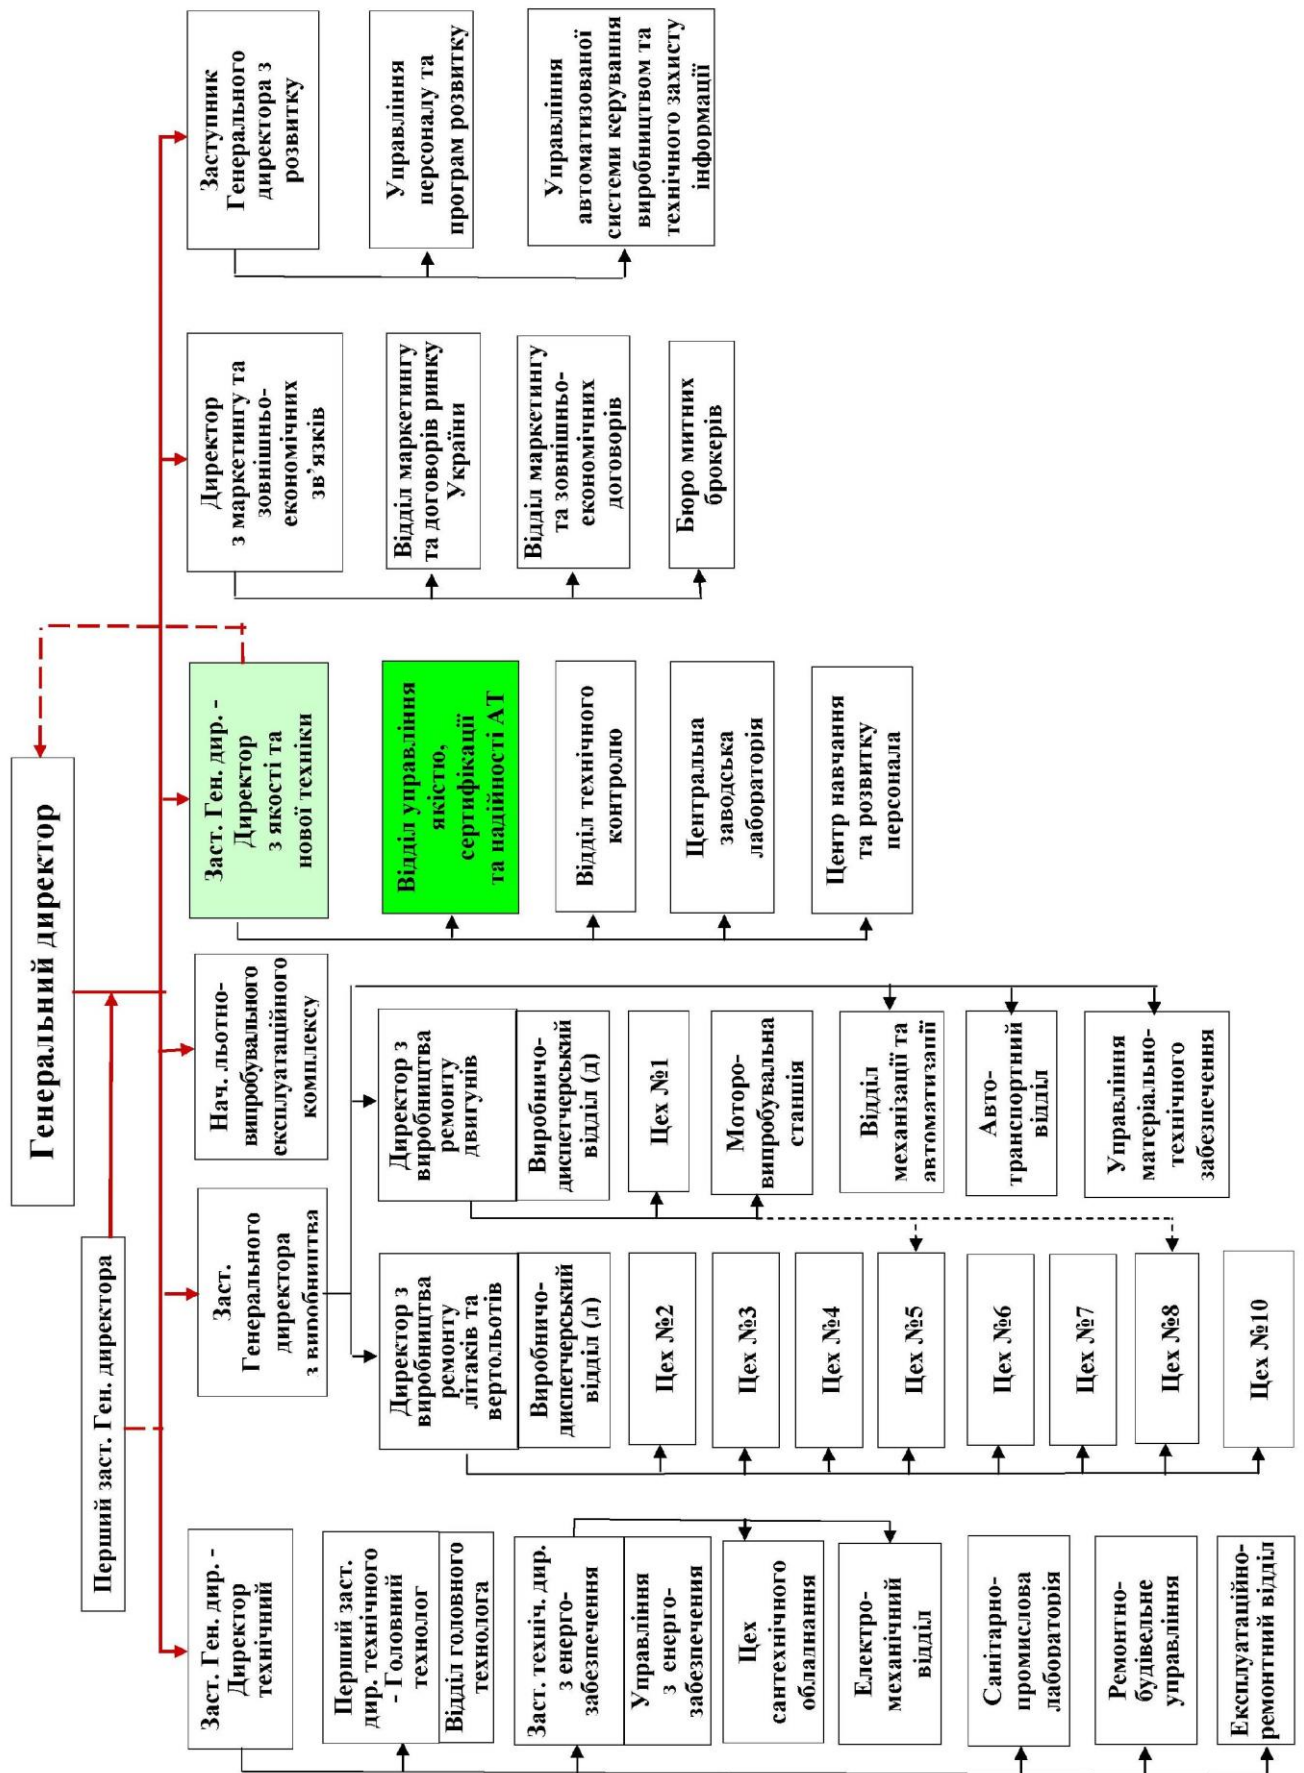 Генеральний директор
Перший заст. Ген. директора
Заст. Ген. дир. -
Директор
технічний
Перший заст.
дир. технічного
- Головний
технолог
Відділ головного
технолога
Заст. техніч. дир.
з енерго-
забезпечення
Управління
з енерго-
забезпечення
Цех
сантехнічного
обладнання
Електро-
механічний
відділ
Санітарно-
промислова
лабораторія
Ремонтно-
будівельне
управління
Експлуатаційно-
ремонтний відділ
Заст.
Генерального
директора
з виробництва
Директор з
виробництва
ремонту
літаків та
вертольотів
Виробничо-
диспетчерський
відділ (л)
Цех №2
Цех №3
Цех №4
Цех №5
Цех №6
Цех №7
Цех №8
Цех №10
Директор з
виробництва
ремонту
двигунів
Виробничо-
диспетчерський
відділ (д)
Цех №1
Моторо-
випробувальна
станція
Відділ
механізації та
автоматизації
Авто-
транспортний
відділ
Управління
матеріально-
технічного
забезпечення
Нач. льотно-
випробувального
експлуатаційного
комплексу
Заст. Ген. дир. -
Директор
з якості та
нової техніки
Відділ управління
якістю,
сертифікації
та надійності АТ
Відділ технічного
контролю
Центральна
заводська
лабораторія
Центр навчання
та розвитку
персонала
Директор
з маркетингу та
зовнішньо-
економічних
зв’язків
Відділ маркетингу
та договорів ринку
України
Відділ маркетингу
та зовнішньо-
економічних
договорів
Бюро митних
брокерів
Заступник
Генерального
директора з
розвитку
Управління
персоналу та
програм розвитку
Управління
автоматизованої
системи керування
виробництвом та
технічного захисту
інформації